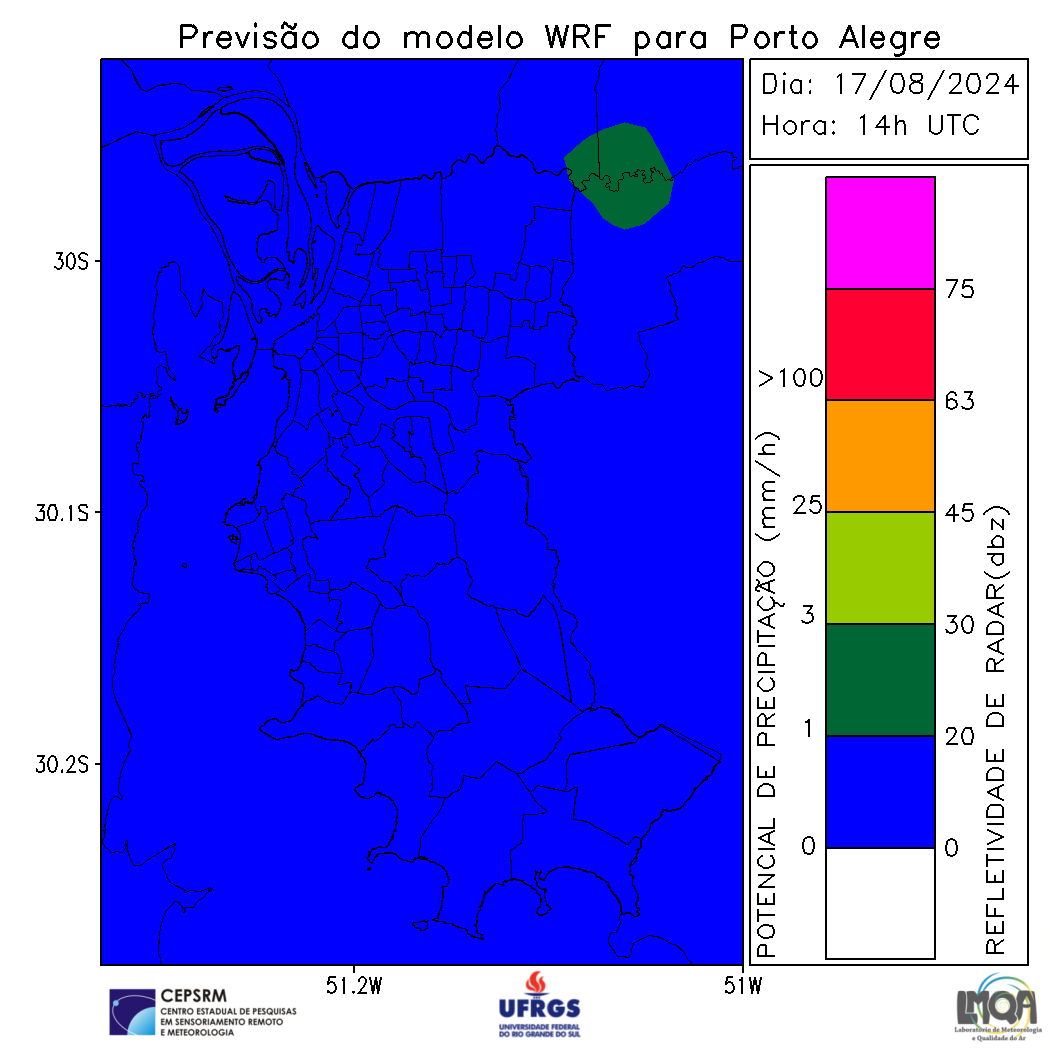 Previsão do modelo WRF para Porto Alegre
Dia: 17/08/2024
Hora: 14h UTC
30S
30.1S
30.2S
51.2W
51W
POTENCIAL DE PRECIPITAÇÃO (mm/h)
>100
25
3
1
0
75
63
45
30
20
0
REFLETIVIDADE DE RADAR(dbz)
CEPSRM
CENTRO ESTADUAL DE PESQUISAS
EM SENSORIAMENTO REMOTO
E METEOROLOGIA
UFRGS
UNIVERSIDADE FEDERAL
DO RIO GRANDE DO SUL
LMQA
Laboratório de Meteorologia
e Qualidade do Ar